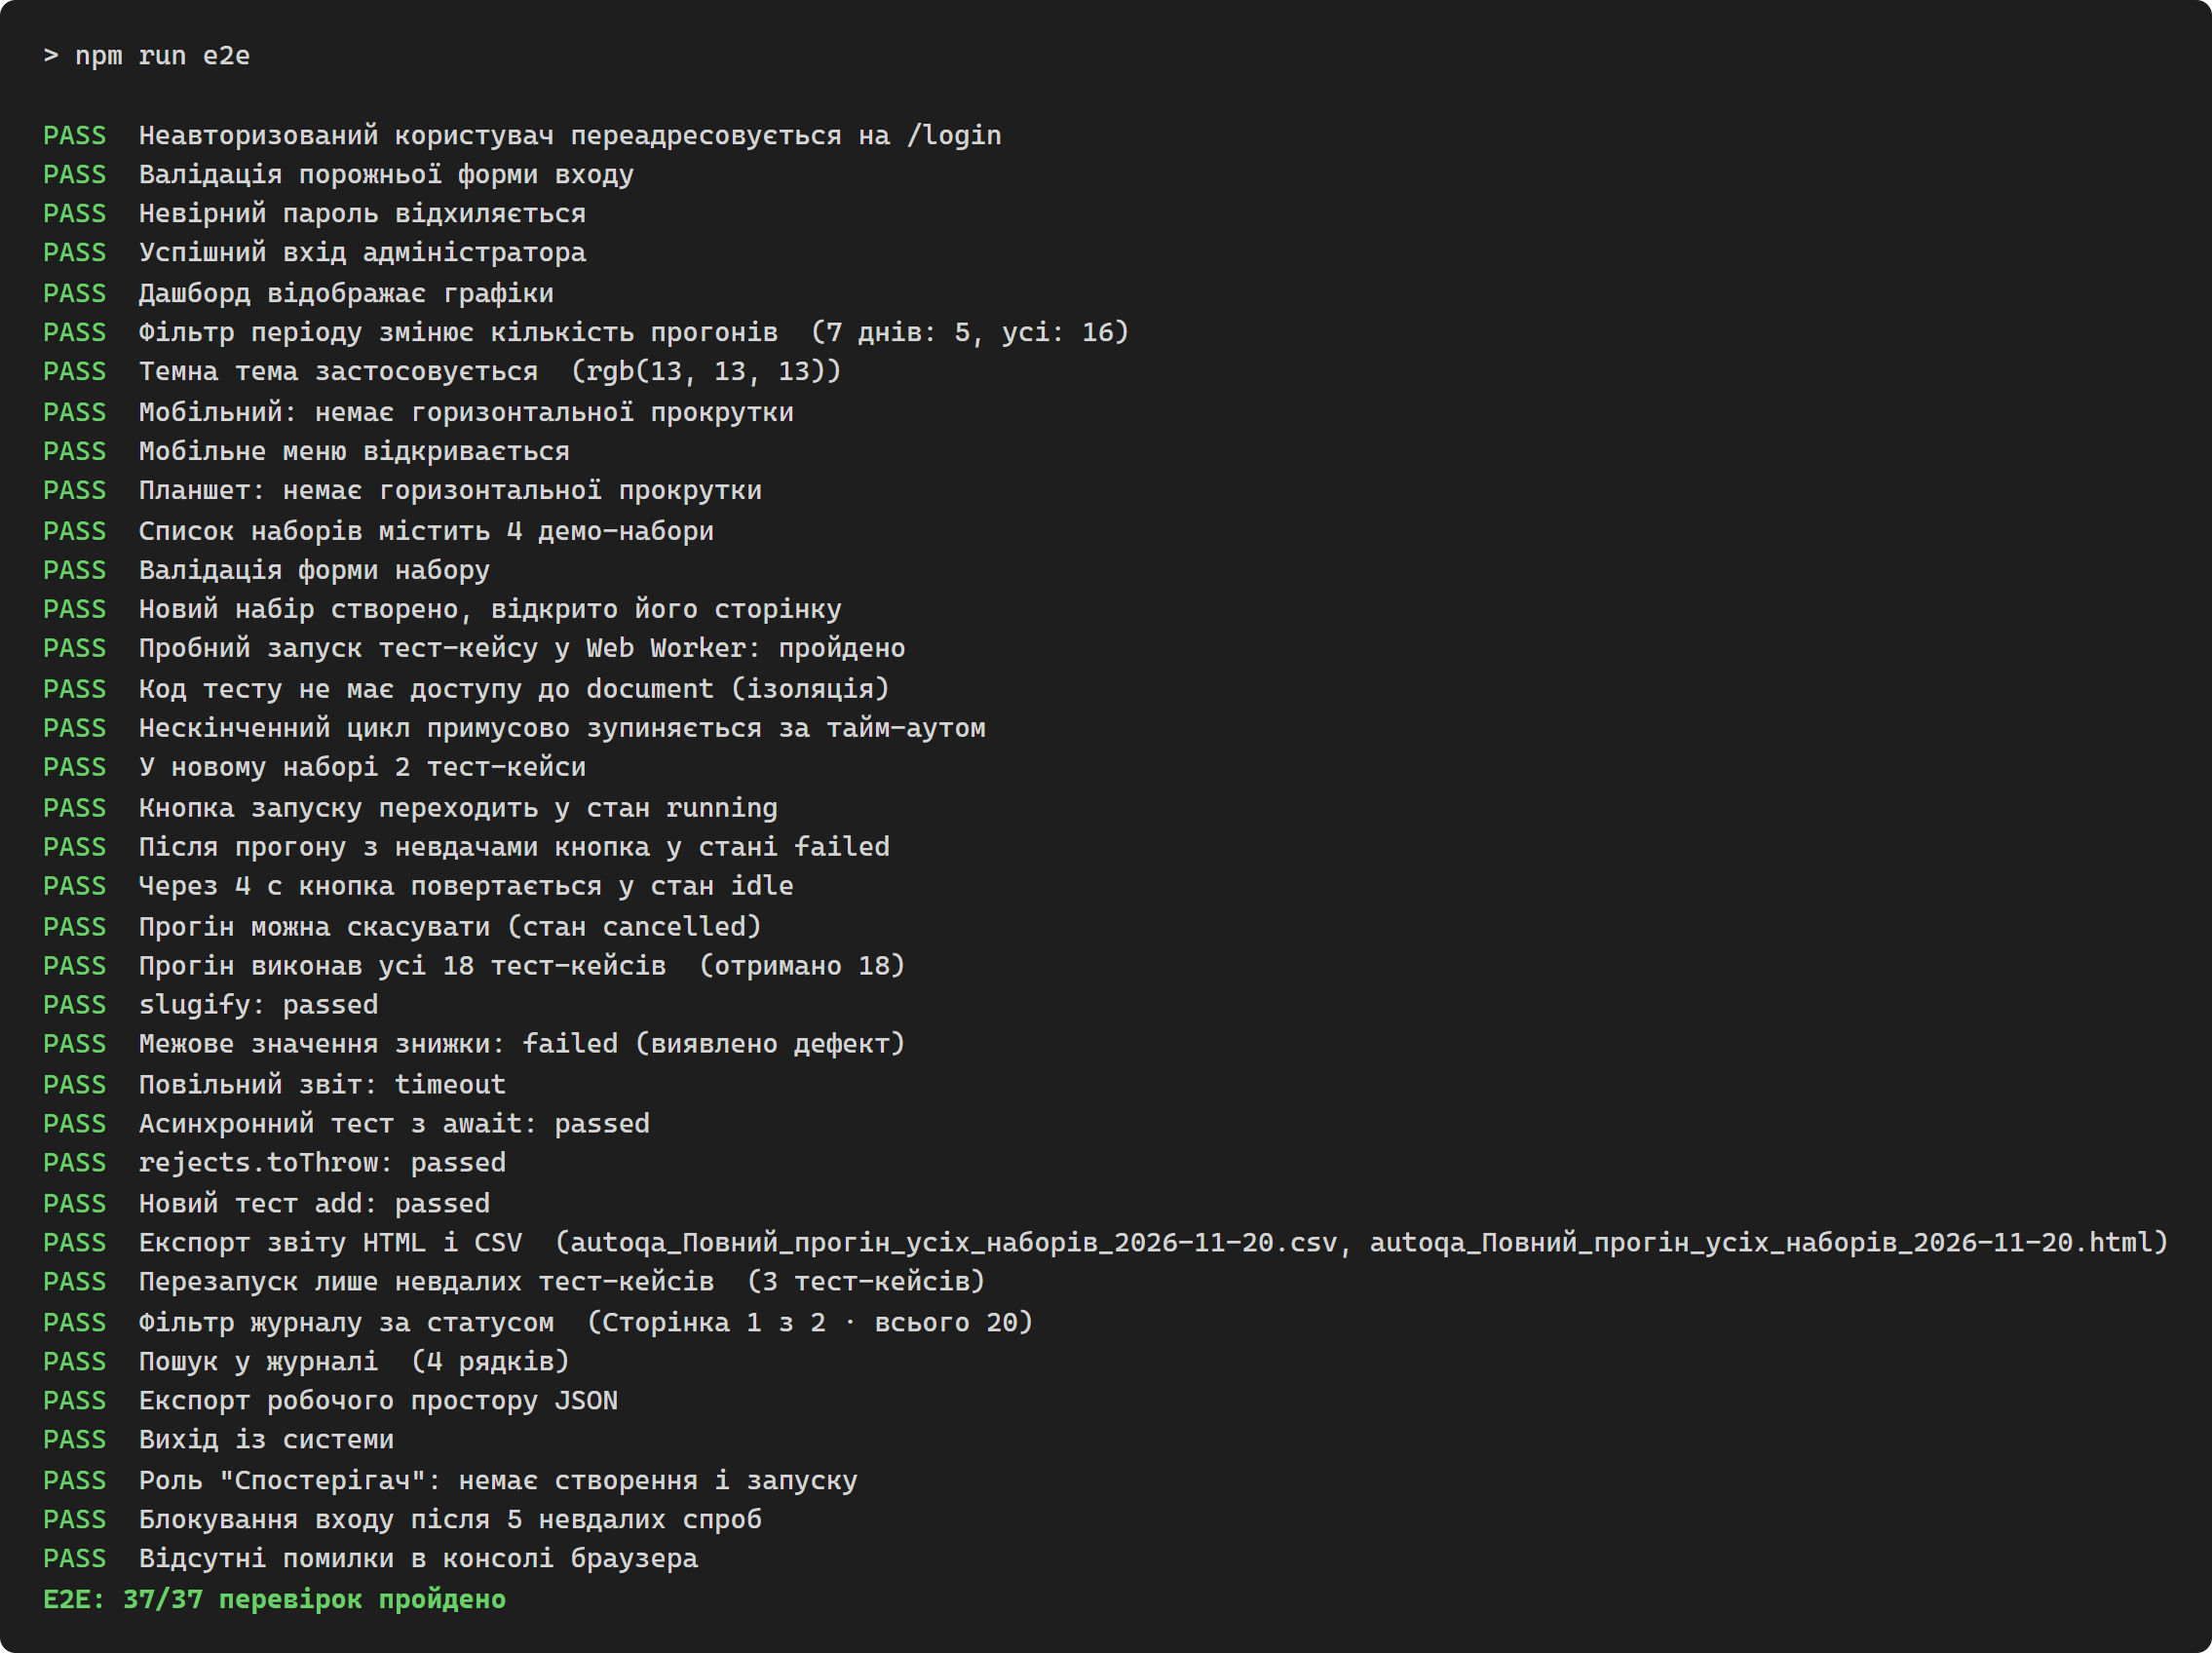 > npm run e2e
PASS  Неавторизований користувач переадресовується на /login
PASS  Валідація порожньої форми входу
PASS  Невірний пароль відхиляється
PASS  Успішний вхід адміністратора
PASS  Дашборд відображає графіки
PASS  Фільтр періоду змінює кількість прогонів  (7 днів: 5, усі: 16)
PASS  Темна тема застосовується  (rgb(13, 13, 13))
PASS  Мобільний: немає горизонтальної прокрутки
PASS  Мобільне меню відкривається
PASS  Планшет: немає горизонтальної прокрутки
PASS  Список наборів містить 4 демо-набори
PASS  Валідація форми набору
PASS  Новий набір створено, відкрито його сторінку
PASS  Пробний запуск тест-кейсу у Web Worker: пройдено
PASS  Код тесту не має доступу до document (ізоляція)
PASS  Нескінченний цикл примусово зупиняється за тайм-аутом
PASS  У новому наборі 2 тест-кейси
PASS  Кнопка запуску переходить у стан running
PASS  Після прогону з невдачами кнопка у стані failed
PASS  Через 4 с кнопка повертається у стан idle
PASS  Прогін можна скасувати (стан cancelled)
PASS  Прогін виконав усі 18 тест-кейсів  (отримано 18)
PASS  slugify: passed
PASS  Межове значення знижки: failed (виявлено дефект)
PASS  Повільний звіт: timeout
PASS  Асинхронний тест з await: passed
PASS  rejects.toThrow: passed
PASS  Новий тест add: passed
PASS  Експорт звіту HTML і CSV  (autoqa_Повний_прогін_усіх_наборів_2026-11-20.csv, autoqa_Повний_прогін_усіх_наборів_2026-11-20.html)
PASS  Перезапуск лише невдалих тест-кейсів  (3 тест-кейсів)
PASS  Фільтр журналу за статусом  (Сторінка 1 з 2 · всього 20)
PASS  Пошук у журналі  (4 рядків)
PASS  Експорт робочого простору JSON
PASS  Вихід із системи
PASS  Роль "Спостерігач": немає створення і запуску
PASS  Блокування входу після 5 невдалих спроб
PASS  Відсутні помилки в консолі браузера
E2E: 37/37 перевірок пройдено